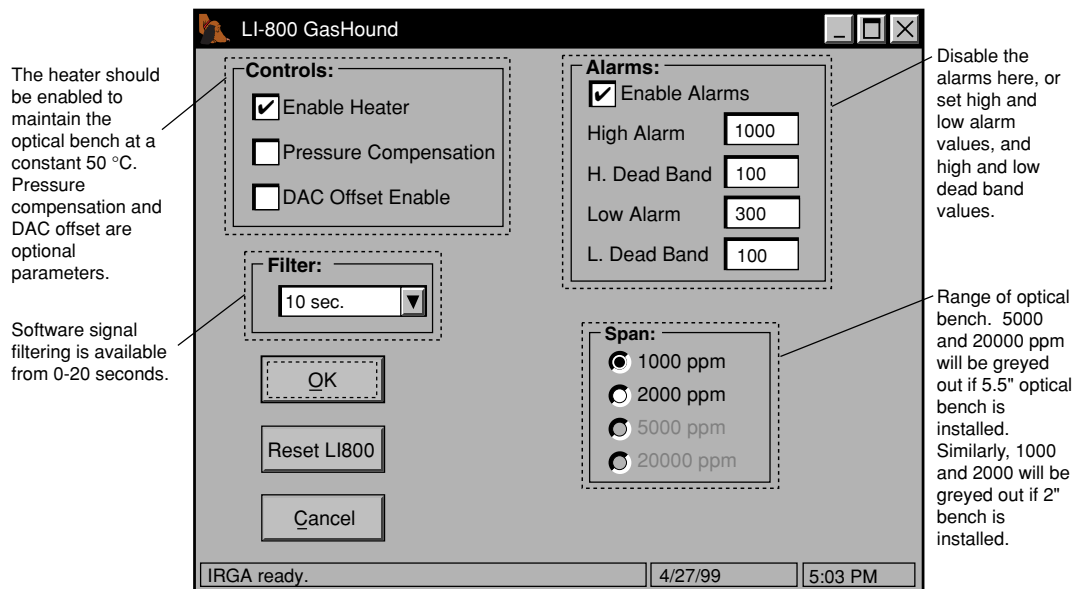 LI-800 GasHound
The heater should
be enabled to
maintain the
optical bench at a
constant 50 °C.
Pressure
compensation and
DAC offset are
optional
parameters.
Software signal
filtering is available
from 0-20 seconds.
Controls:
Enable Heater
Pressure Compensation
DAC Offset Enable
Filter:
10 sec.
OK
Reset LI800
Cancel
Alarms:
Enable Alarms
High Alarm 1000
H. Dead Band 100
Low Alarm 300
L. Dead Band 100
Span:
1000 ppm
2000 ppm
5000 ppm
20000 ppm
Disable the
alarms here, or
set high and
low alarm
values, and
high and low
dead band
values.
Range of optical
bench. 5000
and 20000 ppm
will be greyed
out if 5.5" optical
bench is
installed.
Similarly, 1000
and 2000 will be
greyed out if 2"
bench is
installed.
IRGA ready. 4/27/99 5:03 PM